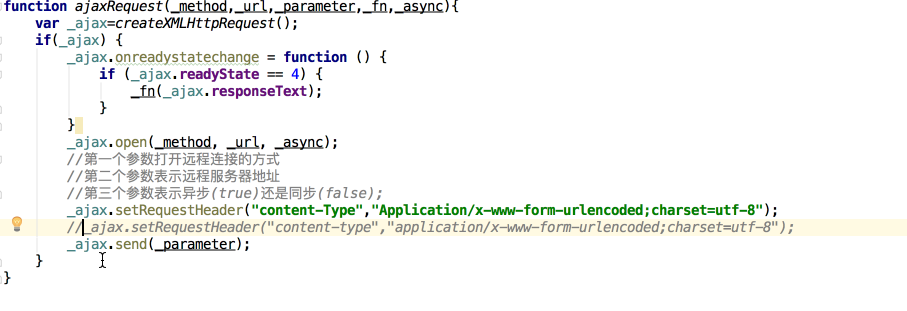 function ajaxRequest(_method,_url,_parameter,_fn,_async){
var _ajax=createXMLHttpRequest();
if(_ajax) {
_ajax.onreadystatechange = function () {
if (_ajax.readyState == 4) {
_fn(_ajax.responseText);
}
}
_ajax.open(_method, _url, _async);
//第一个参数打开远程连接的方式
//第二个参数表示远程服务器地址
//第三个参数表示异步(true)还是同步(false);
_ajax.setRequestHeader("content-Type","Application/x-www-form-urlencoded;charset=utf-8");
//_ajax.setRequestHeader("content-type","application/x-www-form-urlencoded;charset=utf-8");
_ajax.send(_parameter);
}
}